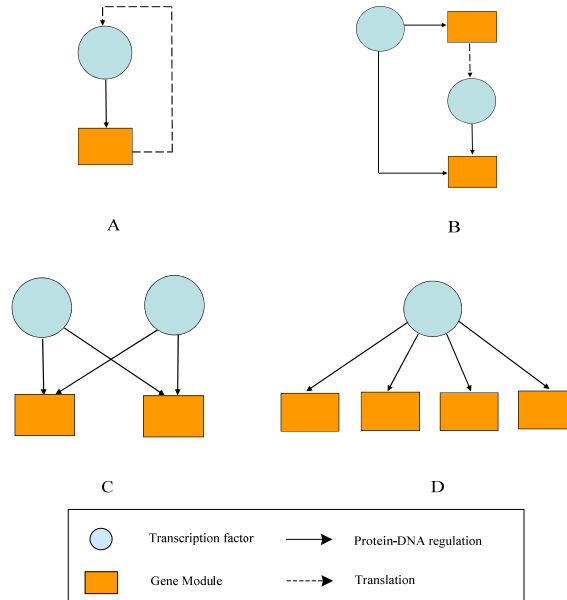 A
B
C
D
Transcription factor
Protein-DNA regulation
Gene Module
Translation